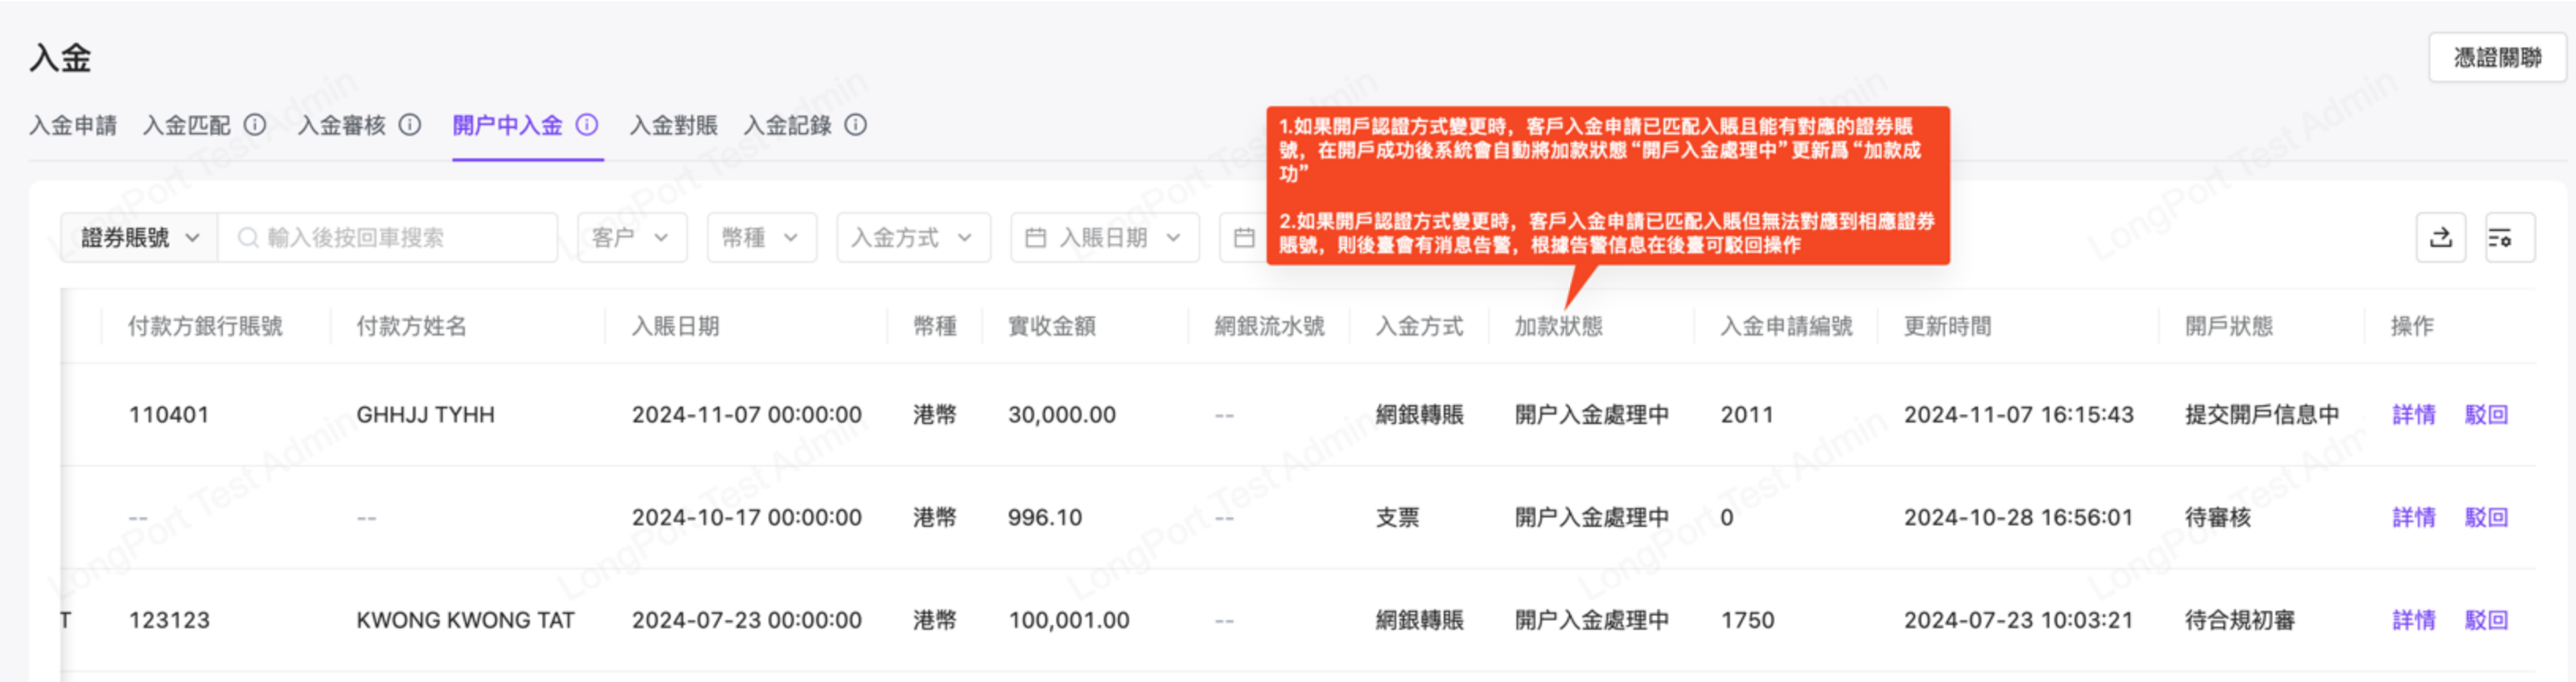 入金
憑證關聯
入金申請 入金匹配 入金審核 開户中入金 入金對賬 入金記錄
1.如果開戶認證方式變更時，客戶入金申請已匹配入賬且能有對應的證券賬
號，在開戶成功後系統會自動將加款狀態“開戶入金處理中”更新爲“加款成
功”
2.如果開戶認證方式變更時，客戶入金申請已匹配入賬但無法對應到相應證券
賬號，則後臺會有消息告警，根據告警信息在後臺可駁回操作
證券賬號 輸入後按回車搜索 客户 幣種 入金方式 入賬日期
付款方銀行賬號 付款方姓名 入賬日期 幣種 實收金額 網銀流水號 入金方式 加款狀態 入金申請編號 更新時間 開戶狀態 操作
110401 GHHJJ TYHH 2024-11-07 00:00:00 港幣 30,000.00 -- 網銀轉賬 開户入金處理中 2011 2024-11-07 16:15:43 提交開戶信息中 詳情 駁回
-- -- 2024-10-17 00:00:00 港幣 996.10 -- 支票 開户入金處理中 0 2024-10-28 16:56:01 待審核 詳情 駁回
T 123123 KWONG KWONG TAT 2024-07-23 00:00:00 港幣 100,001.00 -- 網銀轉賬 開户入金處理中 1750 2024-07-23 10:03:21 待合規初審 詳情 駁回
LongPort Test Admin